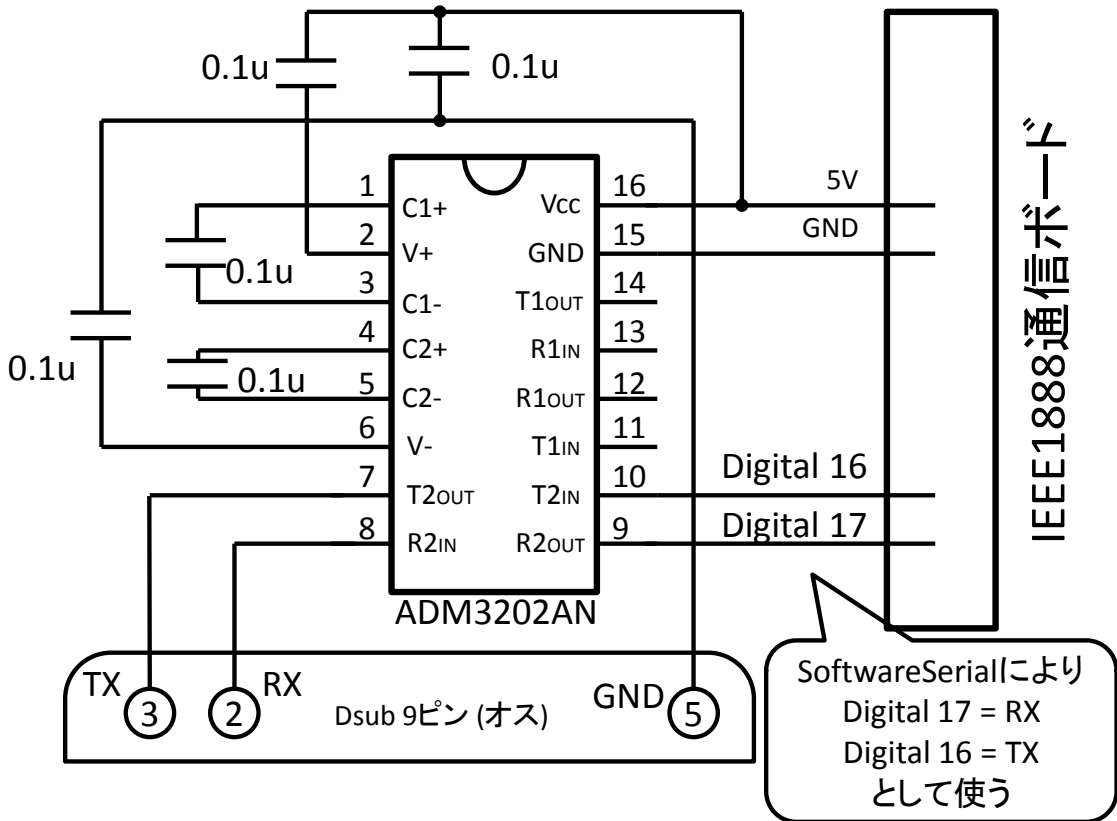 0.1u
0.1u
1
C1+
Vcc
16
5V
2
V+
GND
15
GND
0.1u
3
C1-
T1OUT
14
4
C2+
R1IN
13
0.1u
0.1u
5
C2-
R1OUT
12
6
V-
T1IN
11
7
T2OUT
T2IN
10
Digital 16
8
R2IN
R2OUT
9
Digital 17
ADM3202AN
IEEE1888通信ボード
TX
3
2
RX
Dsub 9ピン (オス)
GND
5
SoftwareSerialにより
Digital 17 = RX
Digital 16 = TX
として使う